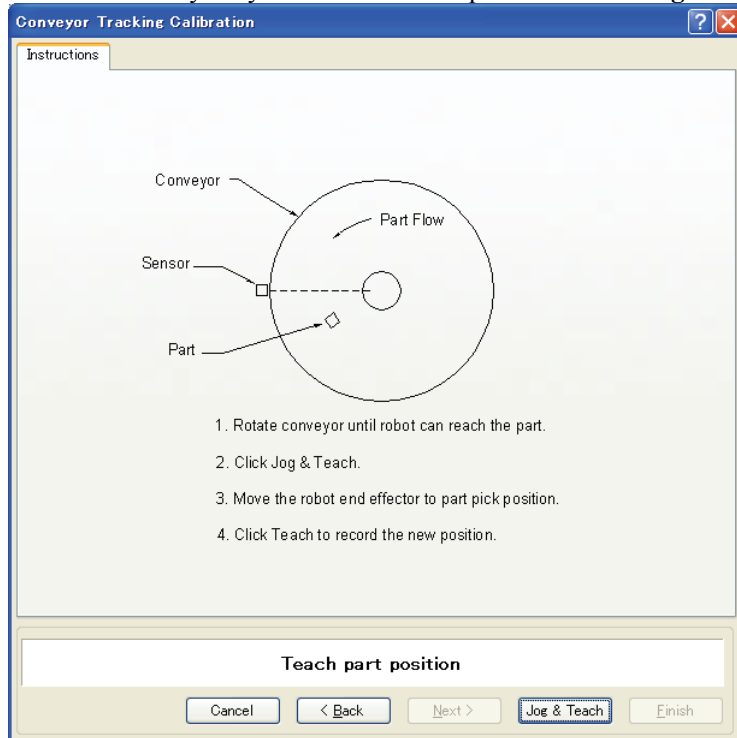 Conveyor Tracking Calibration
Instructions
Conveyor
Part Flow
Sensor
Part
1. Rotate conveyor until robot can reach the part.
2. Click Jog & Teach.
3. Move the robot end effector to part pick position.
4. Click Teach to record the new position.
Teach part position
Cancel < Back Next > Jog & Teach Finish